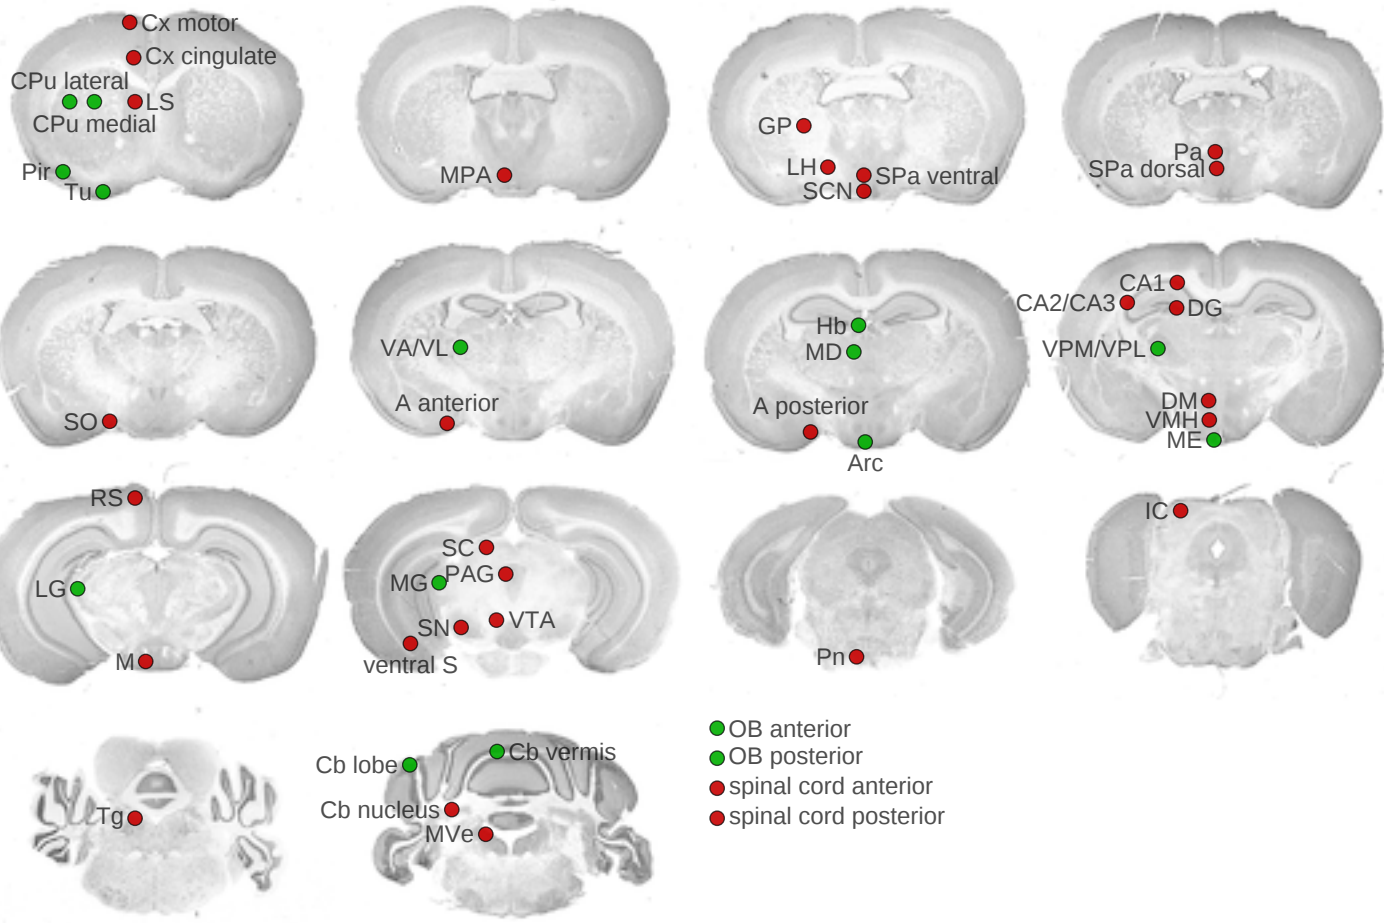 Cx motor
Cx cingulate
CPu lateral
LS
CPu medial
Pir
Tu
MPA
GP
LH
SPa ventral
SCN
Pa
SPa dorsal
SO
VA/VL
A anterior
Hb
MD
A posterior
Arc
CA1
CA2/CA3
DG
VPM/VPL
DM
VMH
ME
RS
LG
M
SC
MG
PAG
SN
VTA
ventral S
Pn
IC
Tg
Cb lobe
Cb vermis
Cb nucleus
MVe
OB anterior
OB posterior
spinal cord anterior
spinal cord posterior